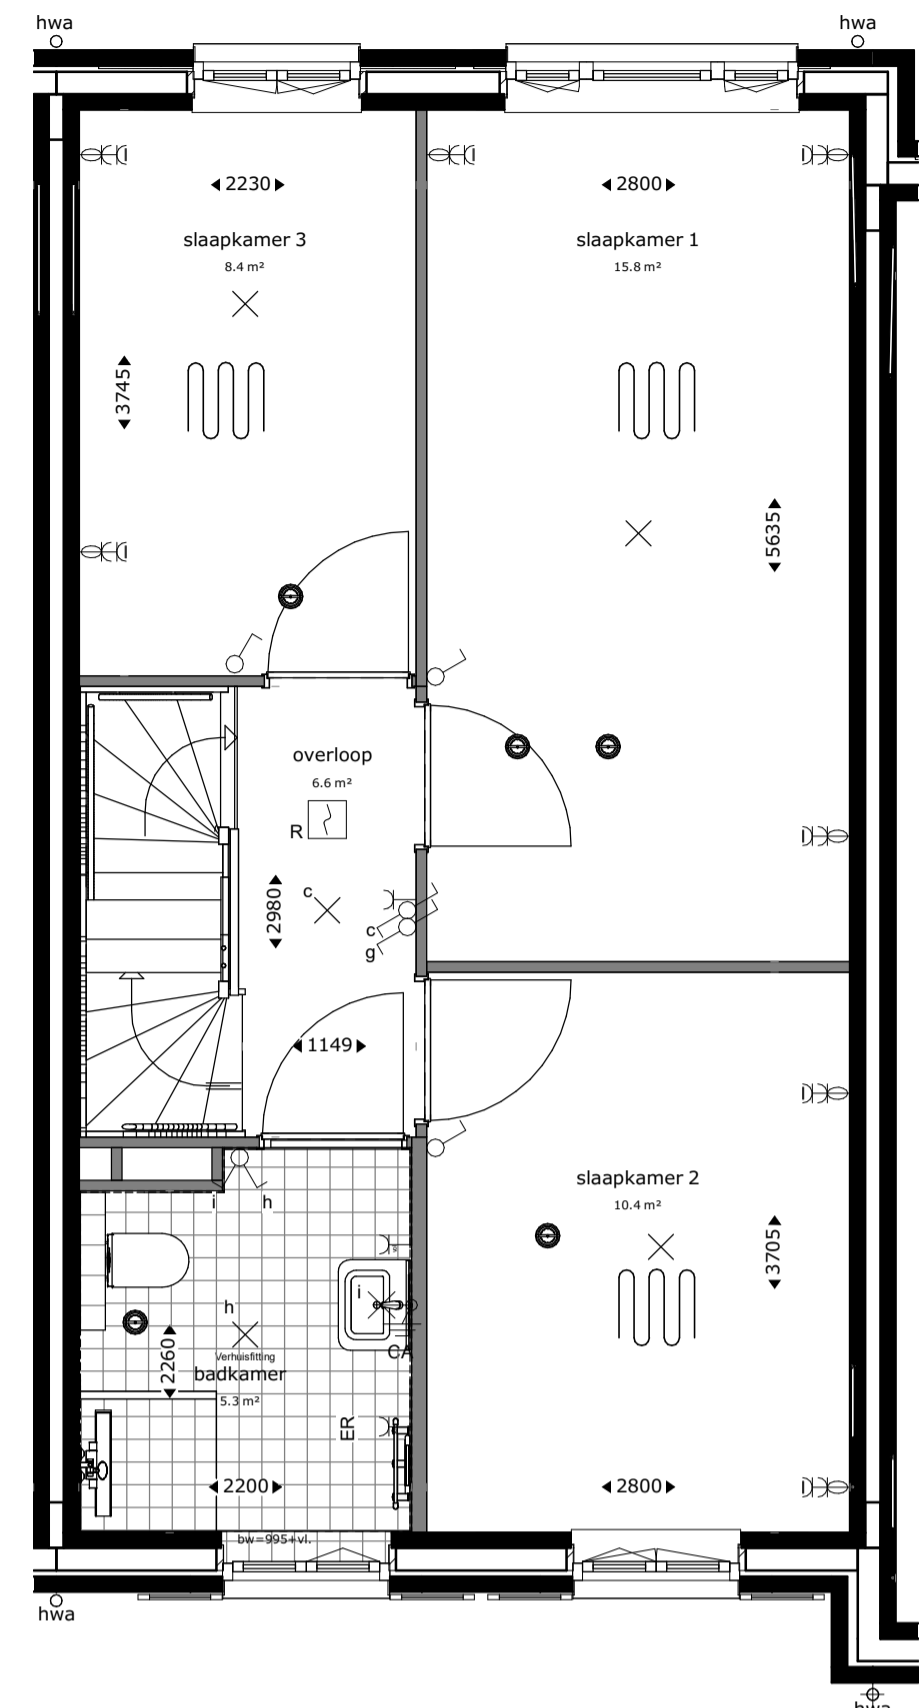 hwa
hwa
2230
2800
slaapkamer 3
8.4 m²
slaapkamer 1
15.8 m²
3745
5635
overloop
6.6 m²
R
2980
c
c
g
1149
slaapkamer 2
10.4 m²
i
h
3705
h
i
Verhuisfitting
CA
2260
badkamer
5.3 m²
ER
2200
2800
bw=995+vl.
hwa
hwa